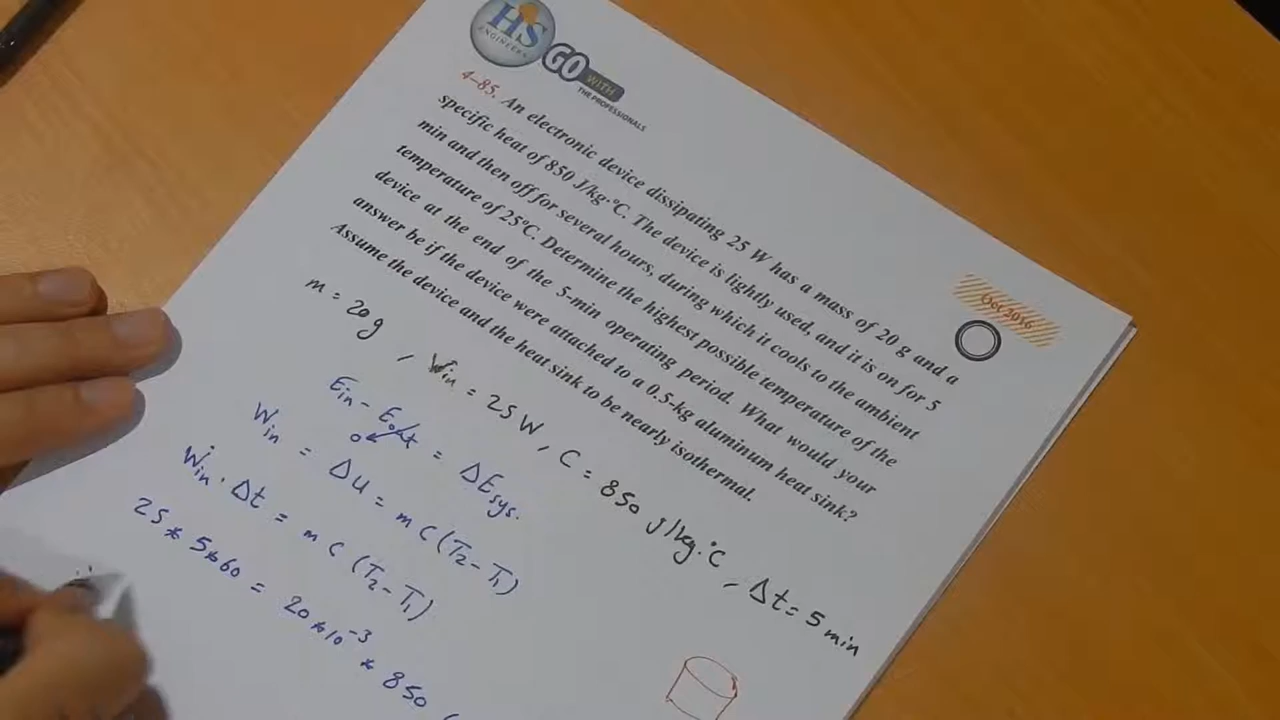 HS
ENGINEERS
GO WITH
THE PROFESSIONALS
4–85. An electronic device dissipating 25 W has a mass of 20 g and a
specific heat of 850 J/kg·°C. The device is lightly used, and it is on for 5
min and then off for several hours, during which it cools to the ambient
temperature of 25°C. Determine the highest possible temperature of the
device at the end of the 5-min operating period. What would your
answer be if the device were attached to a 0.5-kg aluminum heat sink?
Assume the device and the heat sink to be nearly isothermal.
Oct 2016
m = 20g , Ẇin = 25 W , C = 850 J/kg.°C , Δt = 5 min
Ein - Eout = ΔEsys.
0
Win = ΔU = m C (T2 - T1)
Ẇin . Δt = m C (T2 - T1)
25 * 5*60 = 20*10^-3 * 850 (